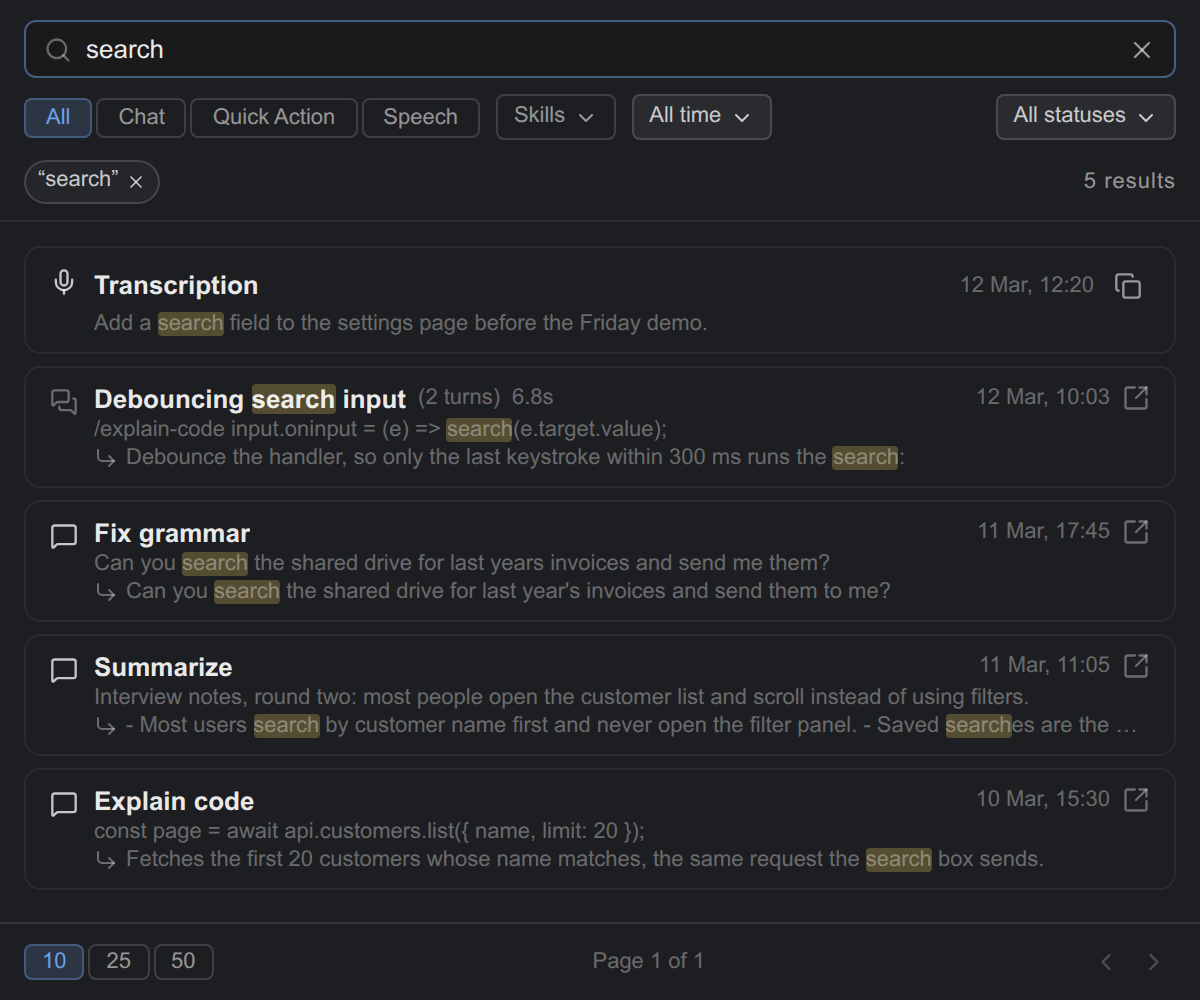 search
All Chat Quick Action Speech Skills All time All statuses
“search” 5 results
Transcription 12 Mar, 12:20
Add a search field to the settings page before the Friday demo.
Debouncing search input (2 turns) 6.8s 12 Mar, 10:03
/explain-code input.oninput = (e) => search(e.target.value);
Debounce the handler, so only the last keystroke within 300 ms runs the search:
Fix grammar 11 Mar, 17:45
Can you search the shared drive for last years invoices and send me them?
Can you search the shared drive for last year's invoices and send them to me?
Summarize 11 Mar, 11:05
Interview notes, round two: most people open the customer list and scroll instead of using filters.
- Most users search by customer name first and never open the filter panel. - Saved searches are the …
Explain code 10 Mar, 15:30
const page = await api.customers.list({ name, limit: 20 });
Fetches the first 20 customers whose name matches, the same request the search box sends.
10 25 50 Page 1 of 1